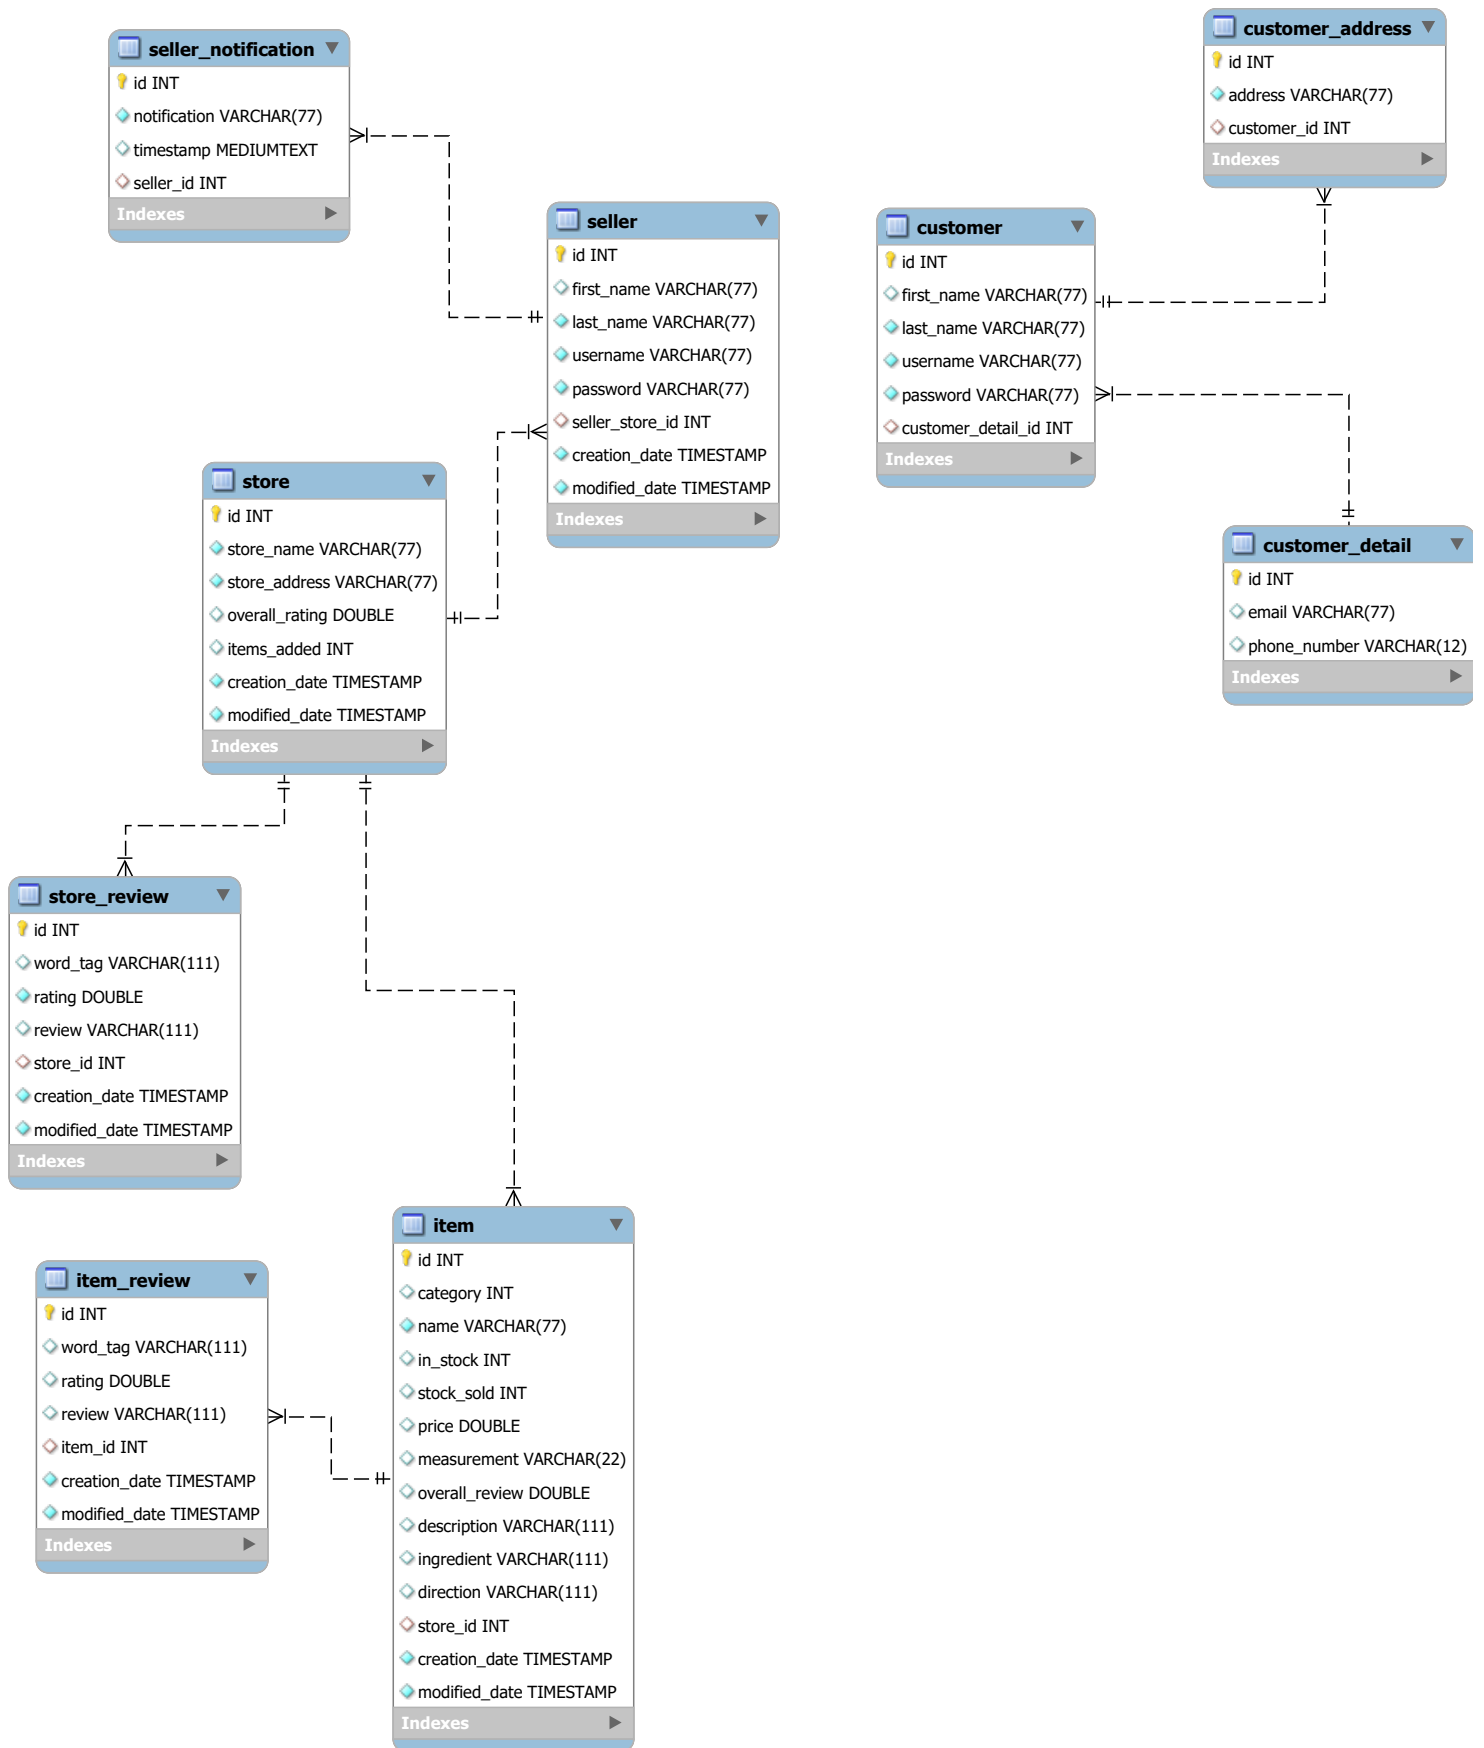 seller_notification
id INT
notification VARCHAR(77)
timestamp MEDIUMTEXT
seller_id INT
Indexes
customer_address
id INT
address VARCHAR(77)
customer_id INT
Indexes
seller
id INT
first_name VARCHAR(77)
last_name VARCHAR(77)
username VARCHAR(77)
password VARCHAR(77)
seller_store_id INT
creation_date TIMESTAMP
modified_date TIMESTAMP
Indexes
customer
id INT
first_name VARCHAR(77)
last_name VARCHAR(77)
username VARCHAR(77)
password VARCHAR(77)
customer_detail_id INT
Indexes
store
id INT
store_name VARCHAR(77)
store_address VARCHAR(77)
overall_rating DOUBLE
items_added INT
creation_date TIMESTAMP
modified_date TIMESTAMP
Indexes
customer_detail
id INT
email VARCHAR(77)
phone_number VARCHAR(12)
Indexes
store_review
id INT
word_tag VARCHAR(111)
rating DOUBLE
review VARCHAR(111)
store_id INT
creation_date TIMESTAMP
modified_date TIMESTAMP
Indexes
item_review
id INT
word_tag VARCHAR(111)
rating DOUBLE
review VARCHAR(111)
item_id INT
creation_date TIMESTAMP
modified_date TIMESTAMP
Indexes
item
id INT
category INT
name VARCHAR(77)
in_stock INT
stock_sold INT
price DOUBLE
measurement VARCHAR(22)
overall_review DOUBLE
description VARCHAR(111)
ingredient VARCHAR(111)
direction VARCHAR(111)
store_id INT
creation_date TIMESTAMP
modified_date TIMESTAMP
Indexes